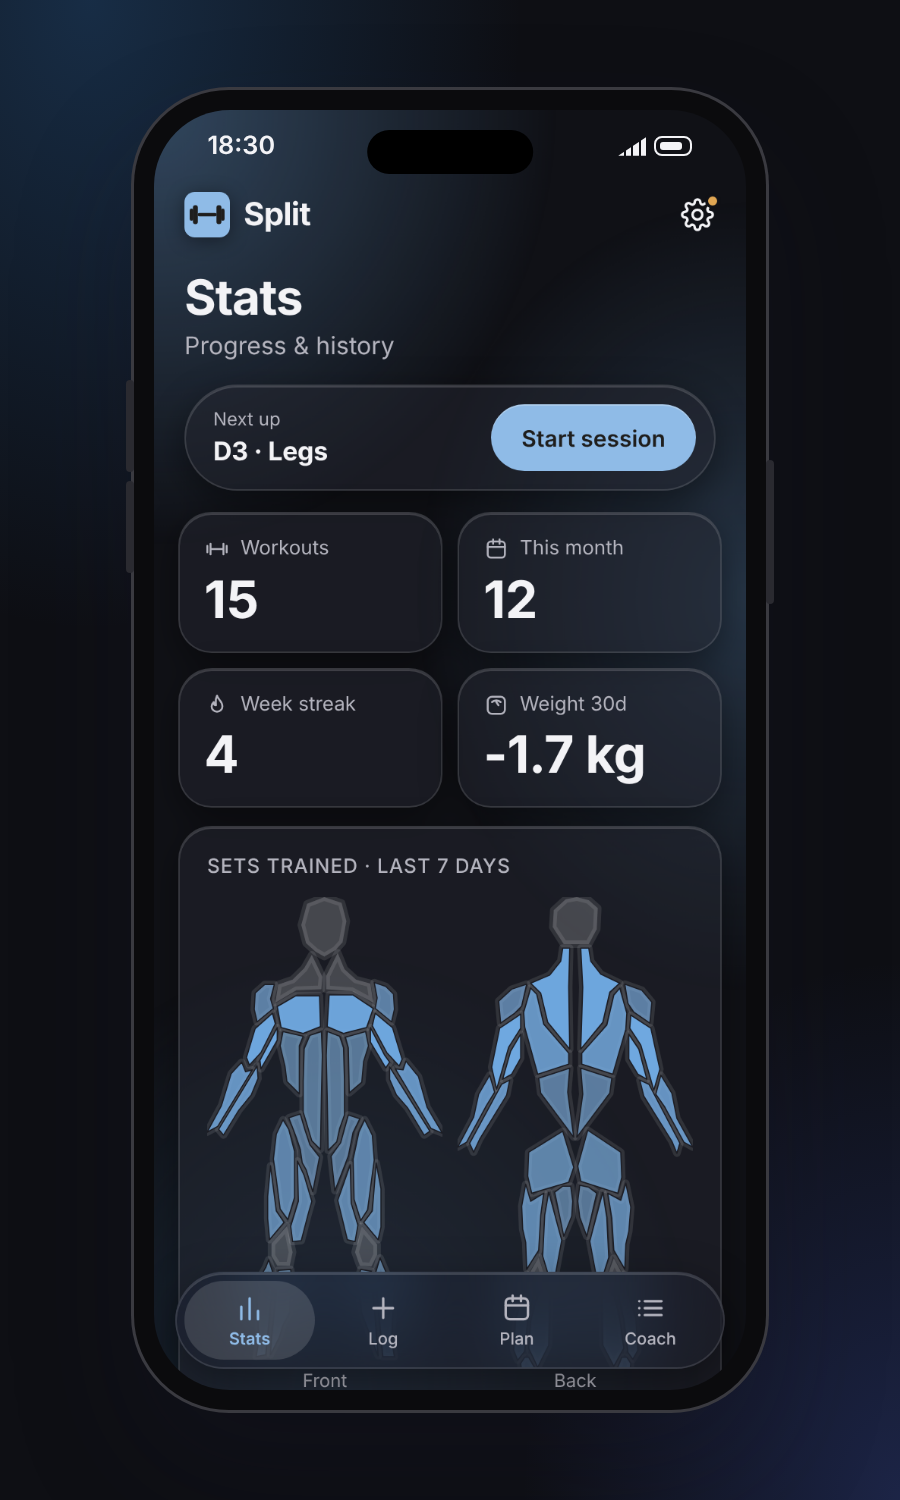 18:30
Split
Stats
Progress & history
Next up
D3 · Legs
Start session
Workouts
15
This month
12
Week streak
4
Weight 30d
-1.7 kg
SETS TRAINED · LAST 7 DAYS
Stats
Log
Plan
Coach
Front
Back